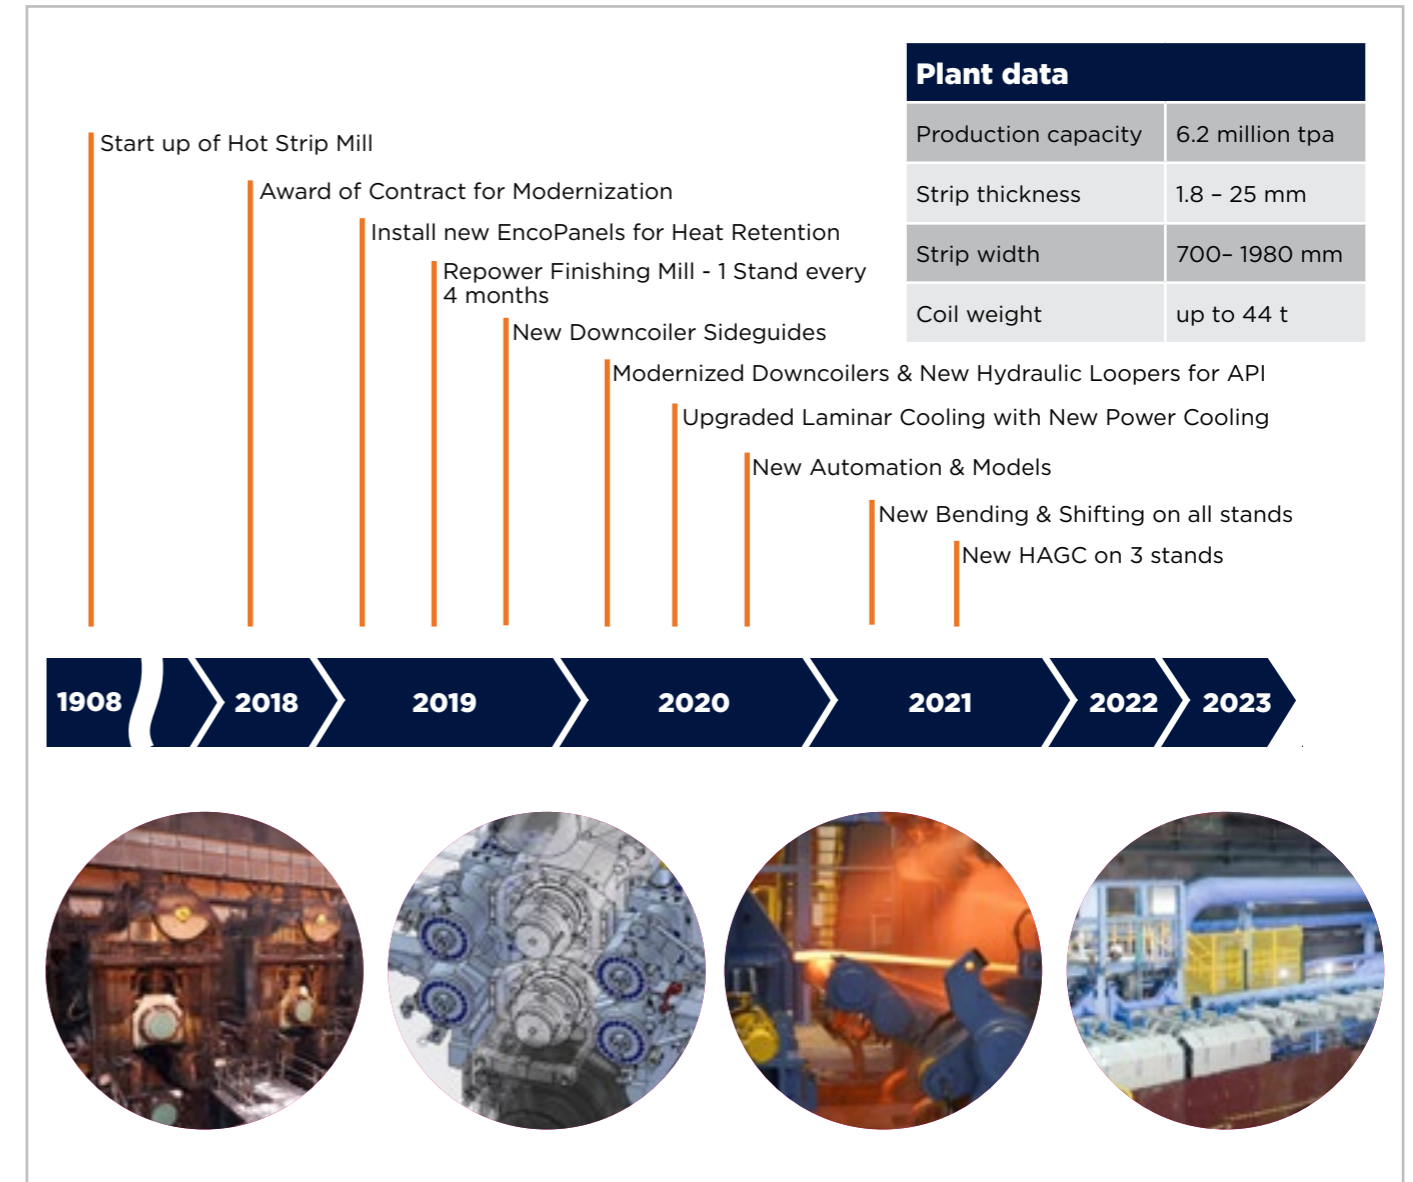 Plant data
Production capacity 6.2 million tpa
Strip thickness 1.8 – 25 mm
Strip width 700– 1980 mm
Coil weight up to 44 t
Start up of Hot Strip Mill
Award of Contract for Modernization
Install new EncoPanels for Heat Retention
Repower Finishing Mill - 1 Stand every
4 months
New Downcoiler Sideguides
Modernized Downcoilers & New Hydraulic Loopers for API
Upgraded Laminar Cooling with New Power Cooling
New Automation & Models
New Bending & Shifting on all stands
New HAGC on 3 stands
1908 2018 2019 2020 2021 2022 2023